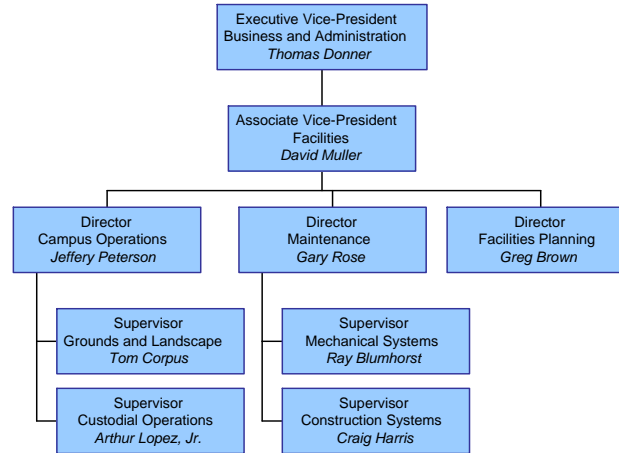 Executive Vice-President
Business and Administration
Thomas Donner
Associate Vice-President
Facilities
David Muller
Director
Campus Operations
Jeffery Peterson
Director
Maintenance
Gary Rose
Director
Facilities Planning
Greg Brown
Supervisor
Grounds and Landscape
Tom Corpus
Supervisor
Mechanical Systems
Ray Blumhorst
Supervisor
Custodial Operations
Arthur Lopez, Jr.
Supervisor
Construction Systems
Craig Harris